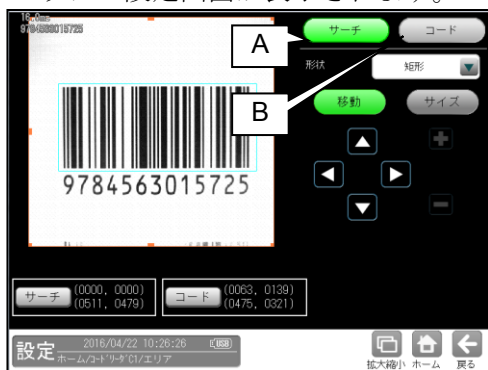 18.0ms
9784563015725
A
B
サーチ
コード
形状
矩形
移動
サイズ
9784563015725
サーチ
(0000, 0000)
(0511, 0479)
コード
(0063, 0139)
(0475, 0321)
設定
2016/04/22 10:26:26
USB
ホーム/コードリーダC1/エリア
拡大縮小
ホーム
戻る